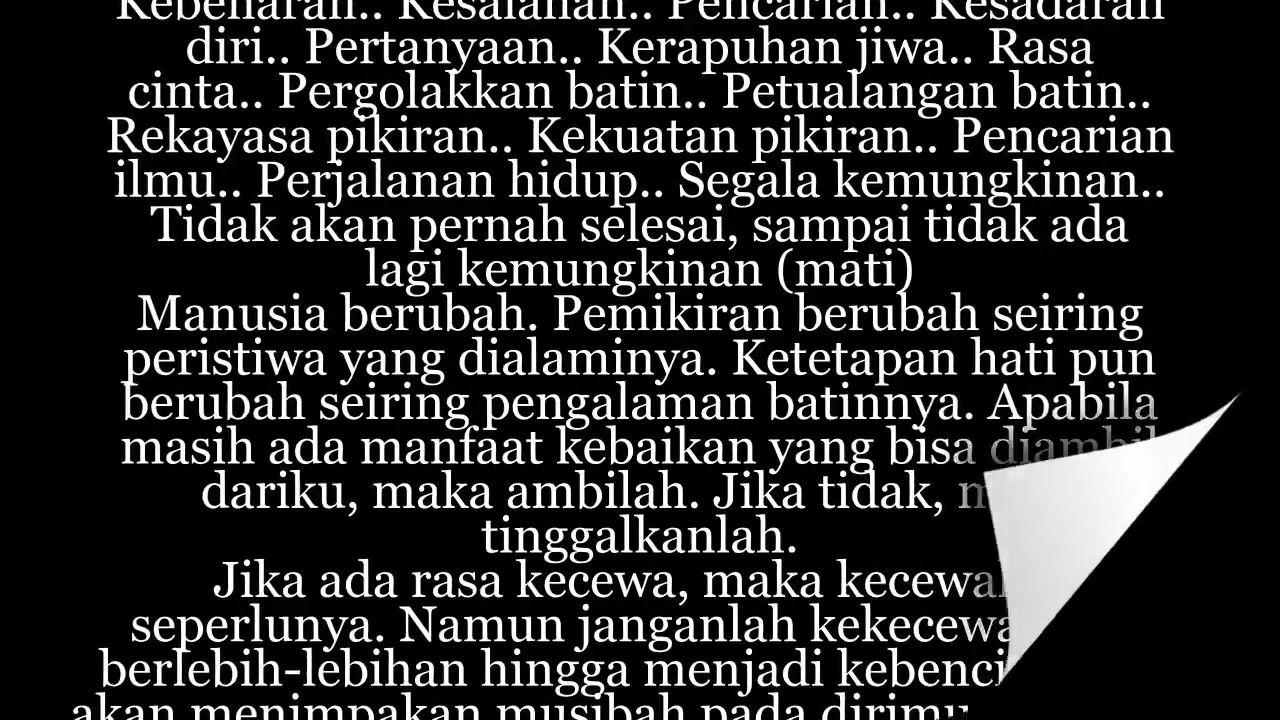 Kebenaran.. Kesalahan.. Pencarian.. Kesadaran
diri.. Pertanyaan.. Kerapuhan jiwa.. Rasa
cinta.. Pergolakkan batin.. Petualangan batin..
Rekayasa pikiran.. Kekuatan pikiran.. Pencarian
ilmu.. Perjalanan hidup.. Segala kemungkinan..
Tidak akan pernah selesai, sampai tidak ada
lagi kemungkinan (mati)
Manusia berubah. Pemikiran berubah seiring
peristiwa yang dialaminya. Ketetapan hati pun
berubah seiring pengalaman batinnya. Apabila
masih ada manfaat kebaikan yang bisa diambil
dariku, maka ambilah. Jika tidak,
tinggalkanlah.
Jika ada rasa kecewa, maka
seperlunya. Namun janganlah
berlebih-lebihan hingga menjadi
akan menimpakan musibah pada